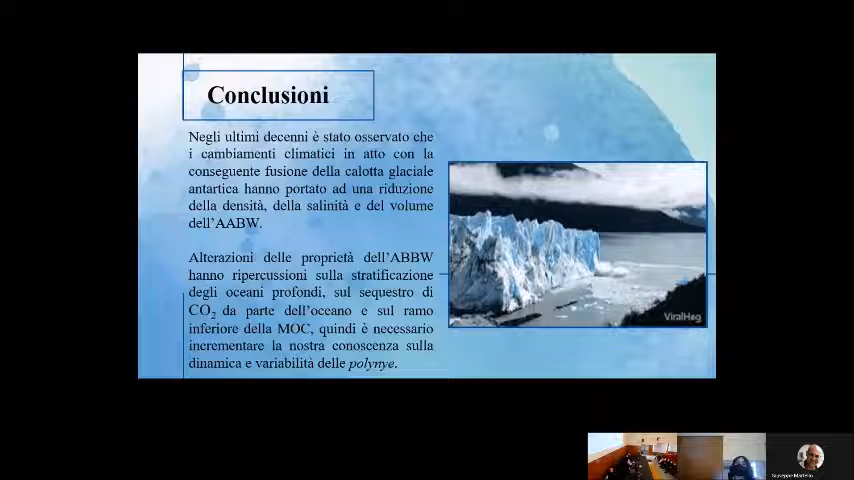 Conclusioni
Negli ultimi decenni è stato osservato che
i cambiamenti climatici in atto con la
conseguente fusione della calotta glaciale
antartica hanno portato ad una riduzione
della densità, della salinità e del volume
dell'AABW.
Alterazioni delle proprietà dell'ABBW
hanno ripercussioni sulla stratificazione
degli oceani profondi, sul sequestro di
CO₂ da parte dell'oceano e sul ramo
inferiore della MOC, quindi è necessario
incrementare la nostra conoscenza sulla
dinamica e variabilità delle polynye.
ViralHog
Giuseppe Martello